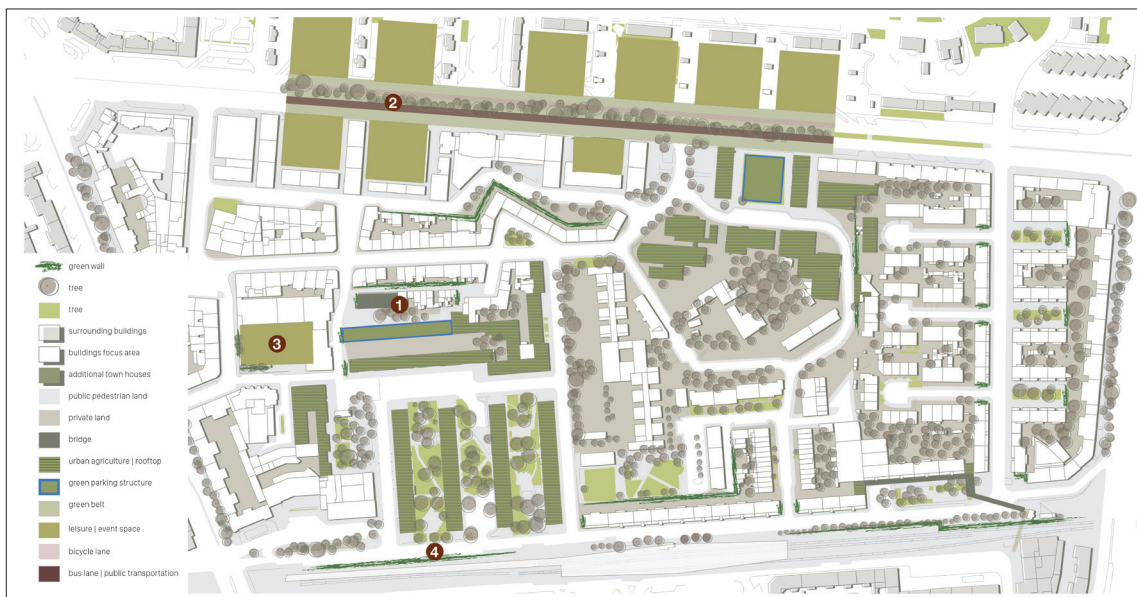 2
1
3
4
green wall
tree
tree
surrounding buildings
buildings focus area
additional town houses
public pedestrian land
private land
bridge
urban agriculture | rooftop
green parking structure
green belt
leisure | event space
bicycle lane
bus lane | public transportation